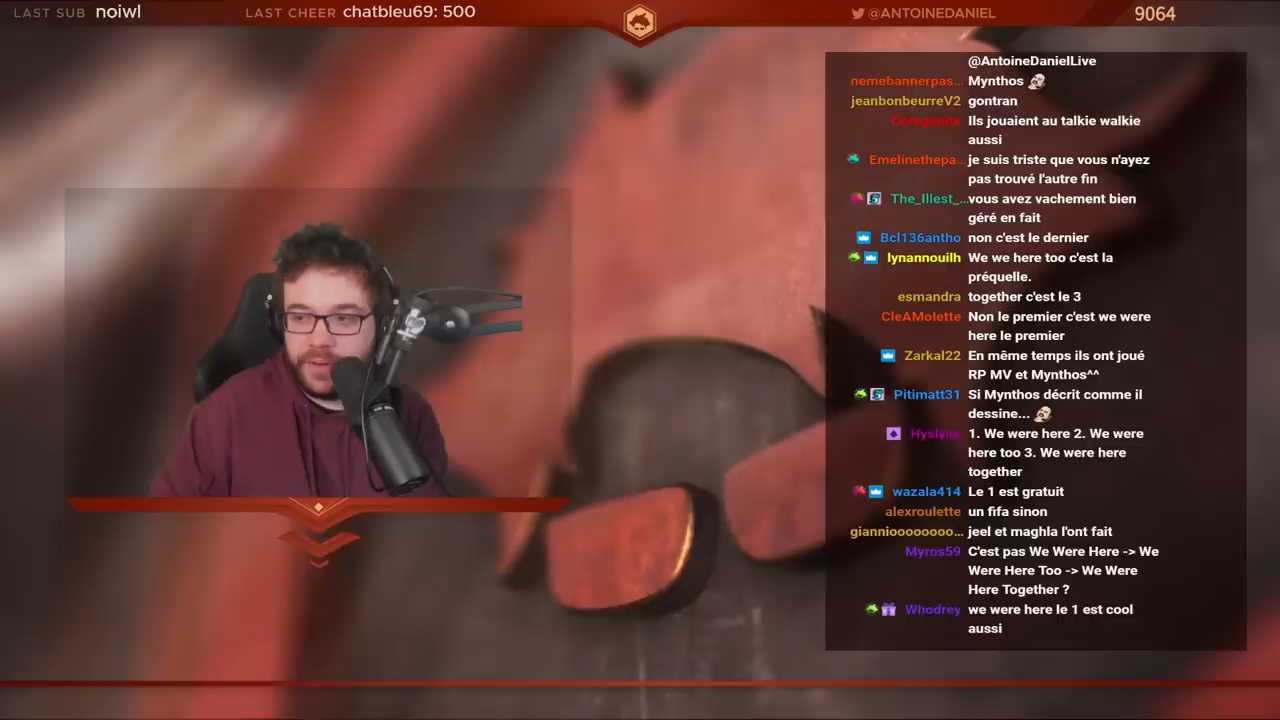 LAST SUB noiwl
LAST CHEER chatbleu69: 500
@ANTOINEDANIEL
9064
@AntoineDanielLive
nemebannerpas... Mynthos
jeanbonbeurreV2 gontran
Ils jouaient au talkie walkie
aussi
Emelinethepa... je suis triste que vous n'ayez
pas trouvé l'autre fin
The_Illest_... vous avez vachement bien
géré en fait
Bcl136antho non c'est le dernier
lynannouilh We we here too c'est la
préquelle.
esmandra together c'est le 3
CleAMolette Non le premier c'est we were
here le premier
Zarkal22 En même temps ils ont joué
RP MV et Mynthos^^
Pitimatt31 Si Mynthos décrit comme il
dessine...
1. We were here 2. We were
here too 3. We were here
together
wazala414 Le 1 est gratuit
alexroulette un fifa sinon
giannioooooooo... jeel et maghla l'ont fait
Myros59 C'est pas We Were Here -> We
Were Here Too -> We Were
Here Together ?
Whodrey we were here le 1 est cool
aussi